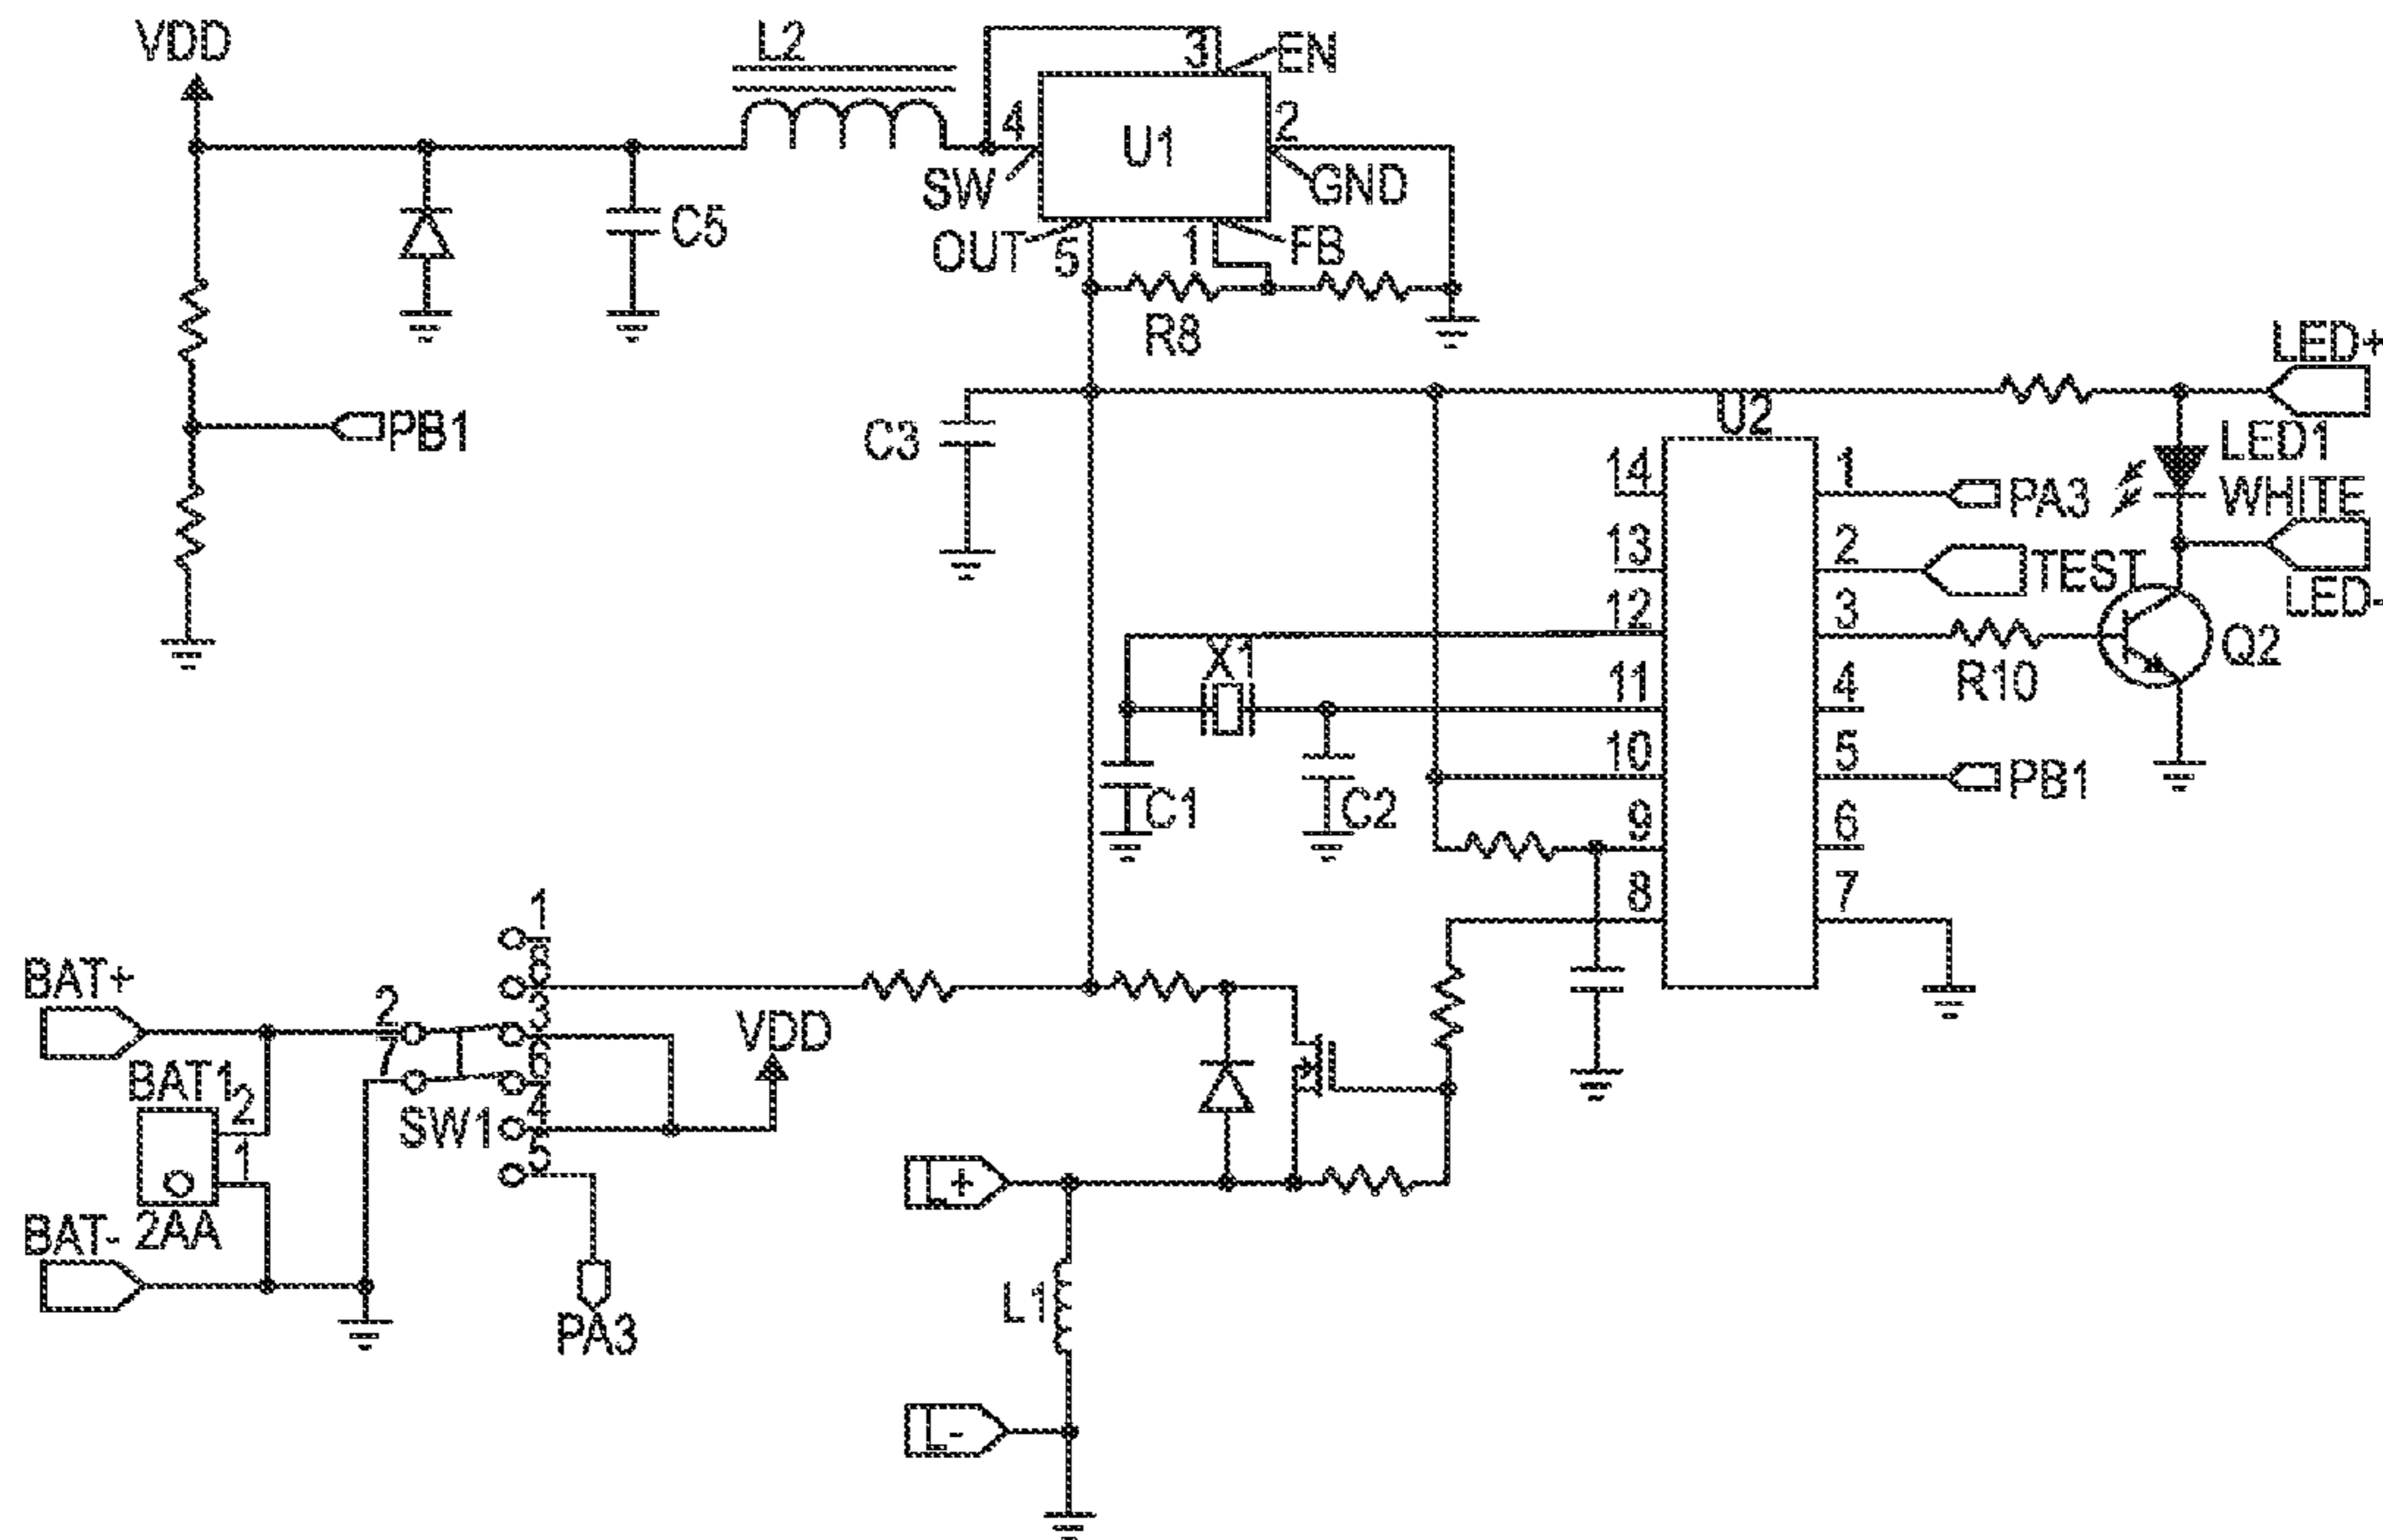 VDD
L2
3
EN
4
U1
2
SW
GND
C5
OUT
5
1
FB
R8
LED+
PB1
C3
U2
LED1
WHITE
14
1
PA3
13
2
TEST
LED-
12
3
X1
R10
Q2
11
4
10
5
PB1
C1
C2
9
6
8
7
1
8
BAT+
2
3
7
6
VDD
BAT1
2
SW1
4
1
5
L+
2AA
BAT-
PA3
L1
L-